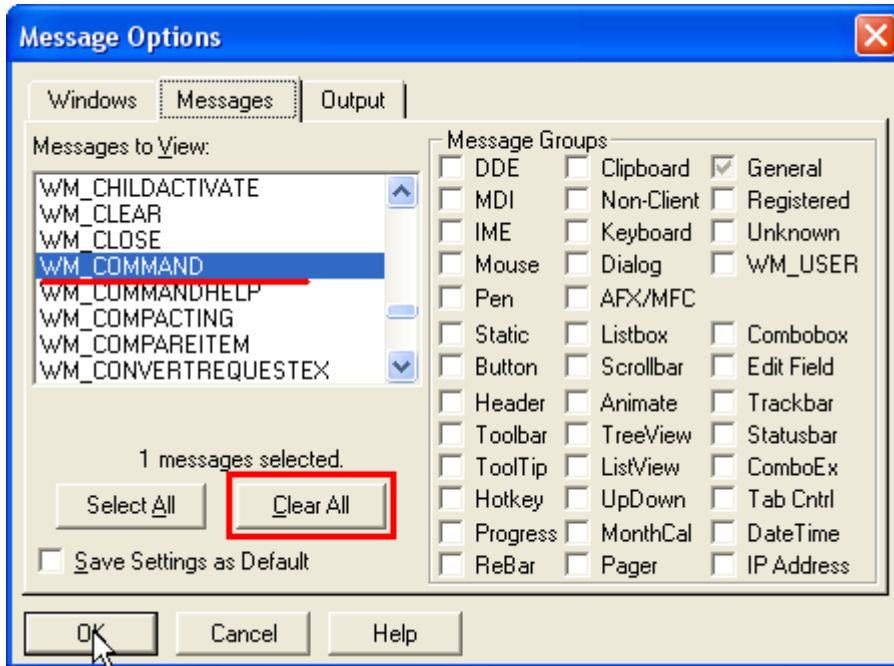 Message Options
Windows Messages Output
Messages to View:
WM_CHILDACTIVATE
WM_CLEAR
WM_CLOSE
WM_COMMAND
WM_COMMANDHELP
WM_COMPACTING
WM_COMPAREITEM
WM_CONVERTREQUESTEX
1 messages selected.
Select All Clear All
Save Settings as Default
Message Groups
DDE Clipboard General
MDI Non-Client Registered
IME Keyboard Unknown
Mouse Dialog WM_USER
Pen AFX/MFC
Static Listbox Combobox
Button Scrollbar Edit Field
Header Animate Trackbar
Toolbar TreeView Statusbar
ToolTip ListView ComboEx
Hotkey UpDown Tab Cntrl
Progress MonthCal DateTime
ReBar Pager IP Address
OK Cancel Help